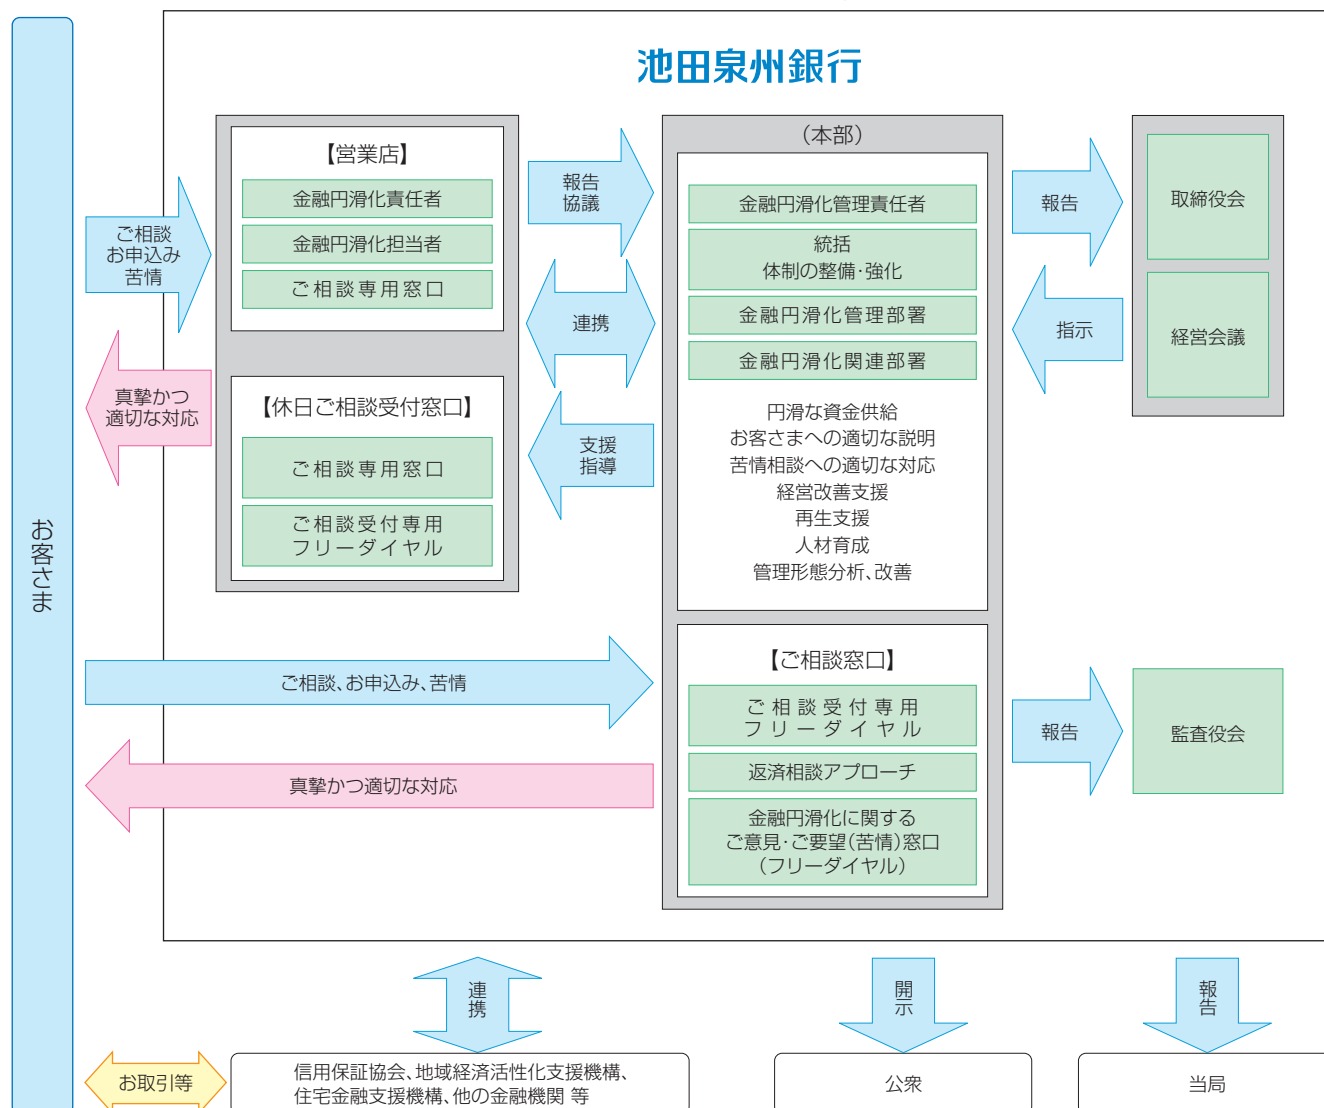 池田泉州銀行
お客さま
ご相談
お申込み
苦情
真摯かつ
適切な対応
【営業店】
金融円滑化責任者
金融円滑化担当者
ご相談専用窓口
【休日ご相談受付窓口】
ご相談専用窓口
ご相談受付専用
フリーダイヤル
報告
協議
連携
支援
指導
（本部）
金融円滑化管理責任者
統括
体制の整備・強化
金融円滑化管理部署
金融円滑化関連部署
円滑な資金供給
お客さまへの適切な説明
苦情相談への適切な対応
経営改善支援
再生支援
人材育成
管理形態分析、改善
報告
指示
取締役会
経営会議
ご相談、お申込み、苦情
真摯かつ適切な対応
【ご相談窓口】
ご相談受付専用
フリーダイヤル
返済相談アプローチ
金融円滑化に関する
ご意見・ご要望（苦情）窓口
（フリーダイヤル）
報告
監査役会
連携
開示
報告
お取引等
信用保証協会、地域経済活性化支援機構、
住宅金融支援機構、他の金融機関 等
公衆
当局